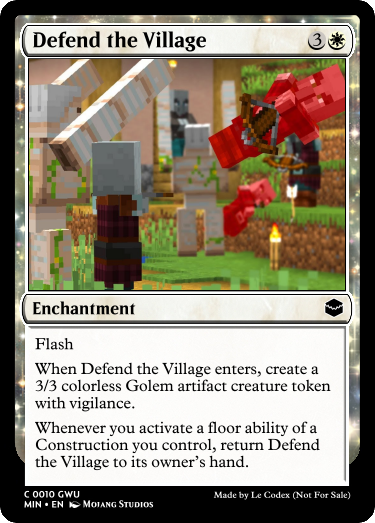 Defend the Village 3
Enchantment
Flash
When Defend the Village enters, create a
3/3 colorless Golem artifact creature token
with vigilance.
Whenever you activate a floor ability of a
Construction you control, return Defend
the Village to its owner's hand.
C 0010 GWU
MIN • EN Mojang Studios
Made by Le Codex (Not For Sale)